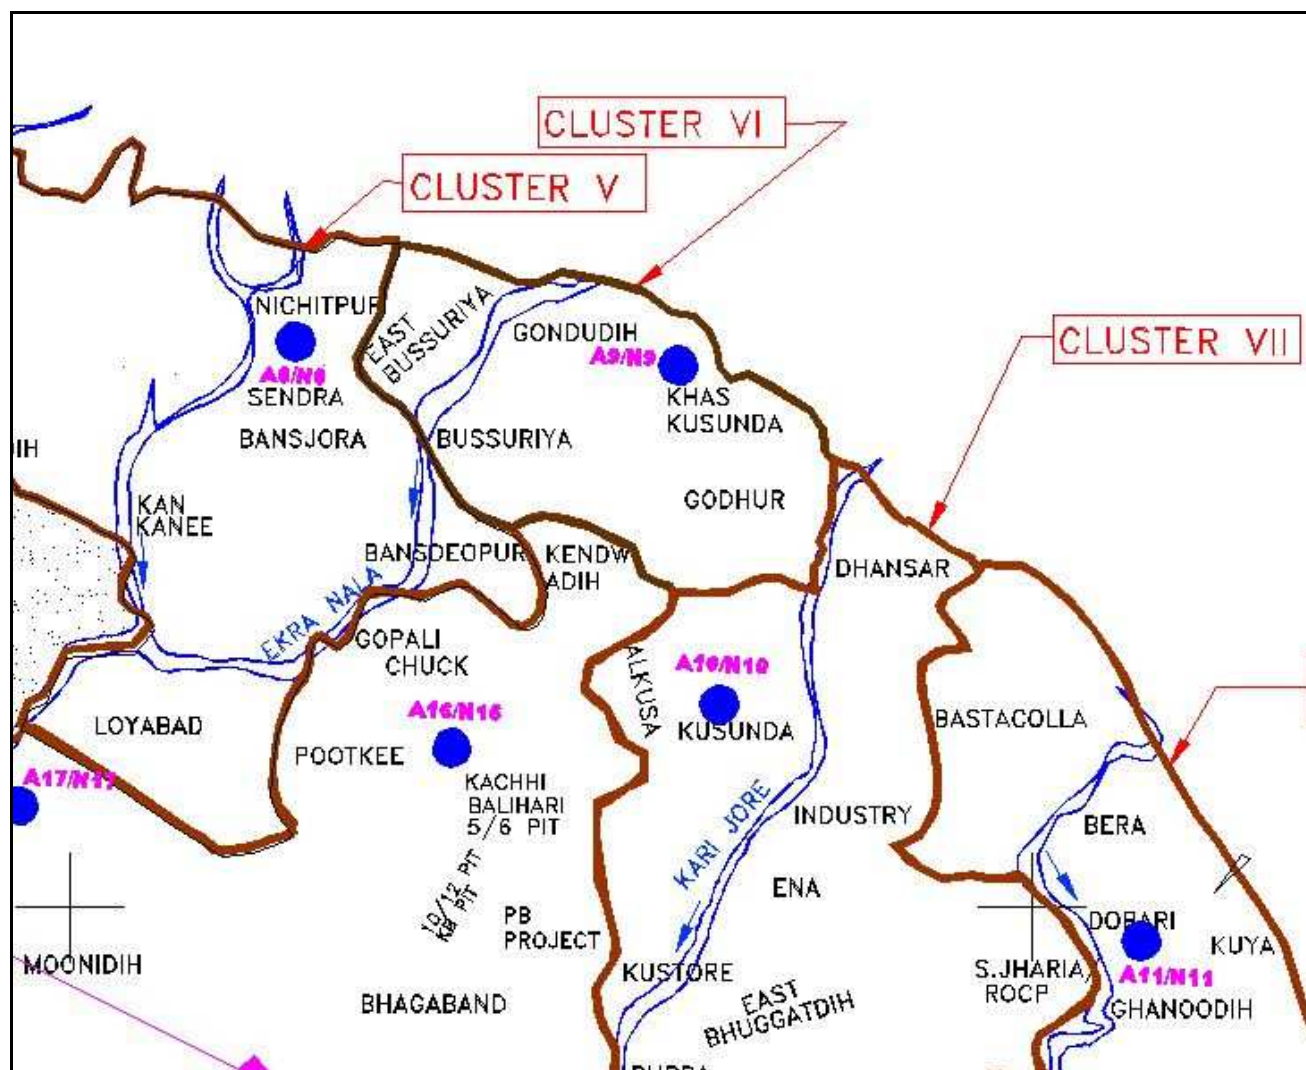 CLUSTER VI
CLUSTER V
CLUSTER VII
NICHITPUR
EAST
BUSSURIYA
GONDUDIH
A9/N9
A8/N8
SENDRA
KHAS
KUSUNDA
BANSJORA
BUSSURIYA
IH
KAN
KANEE
GODHUR
BANSDEOPUR
KENDW
ADIH
DHANSAR
EKRA NALA
GOPALI
CHUCK
ALKUSA
A10/N10
KUSUNDA
LOYABAD
A16/N16
POOTKEE
BASTACOLLA
A17/N17
KACHHI
BALIHARI
5/6 PIT
KARI JORE
INDUSTRY
BERA
10/12 PIT
KB PIT
ENA
PB
PROJECT
DOBARI
KUYA
MOONIDIH
KUSTORE
S.JHARIA/
ROCP
A11/N11
BHAGABAND
EAST
BHUGGATDIH
GHANOODIH